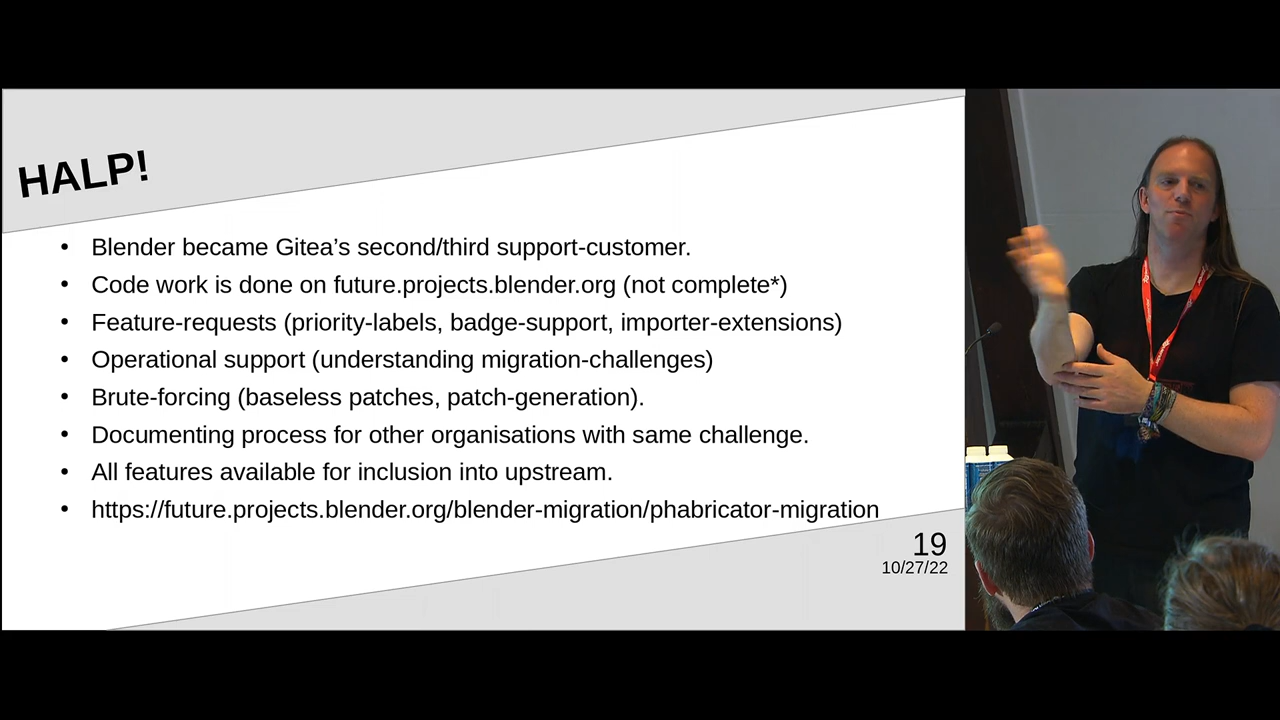 HALP!
• Blender became Gitea’s second/third support-customer.
• Code work is done on future.projects.blender.org (not complete*)
• Feature-requests (priority-labels, badge-support, importer-extensions)
• Operational support (understanding migration-challenges)
• Brute-forcing (baseless patches, patch-generation).
• Documenting process for other organisations with same challenge.
• All features available for inclusion into upstream.
• https://future.projects.blender.org/blender-migration/phabricator-migration
19
10/27/22